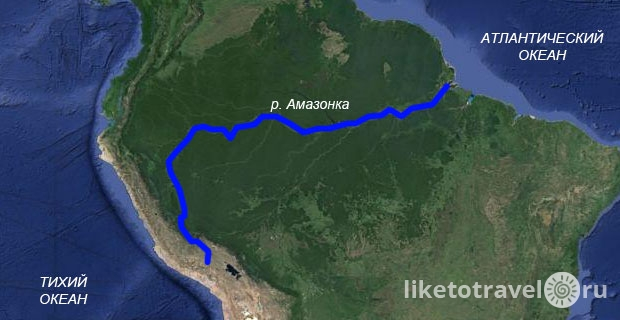 АТЛАНТИЧЕСКИЙ
ОКЕАН
р. Амазонка
ТИХИЙ
ОКЕАН
liketotravel.ru